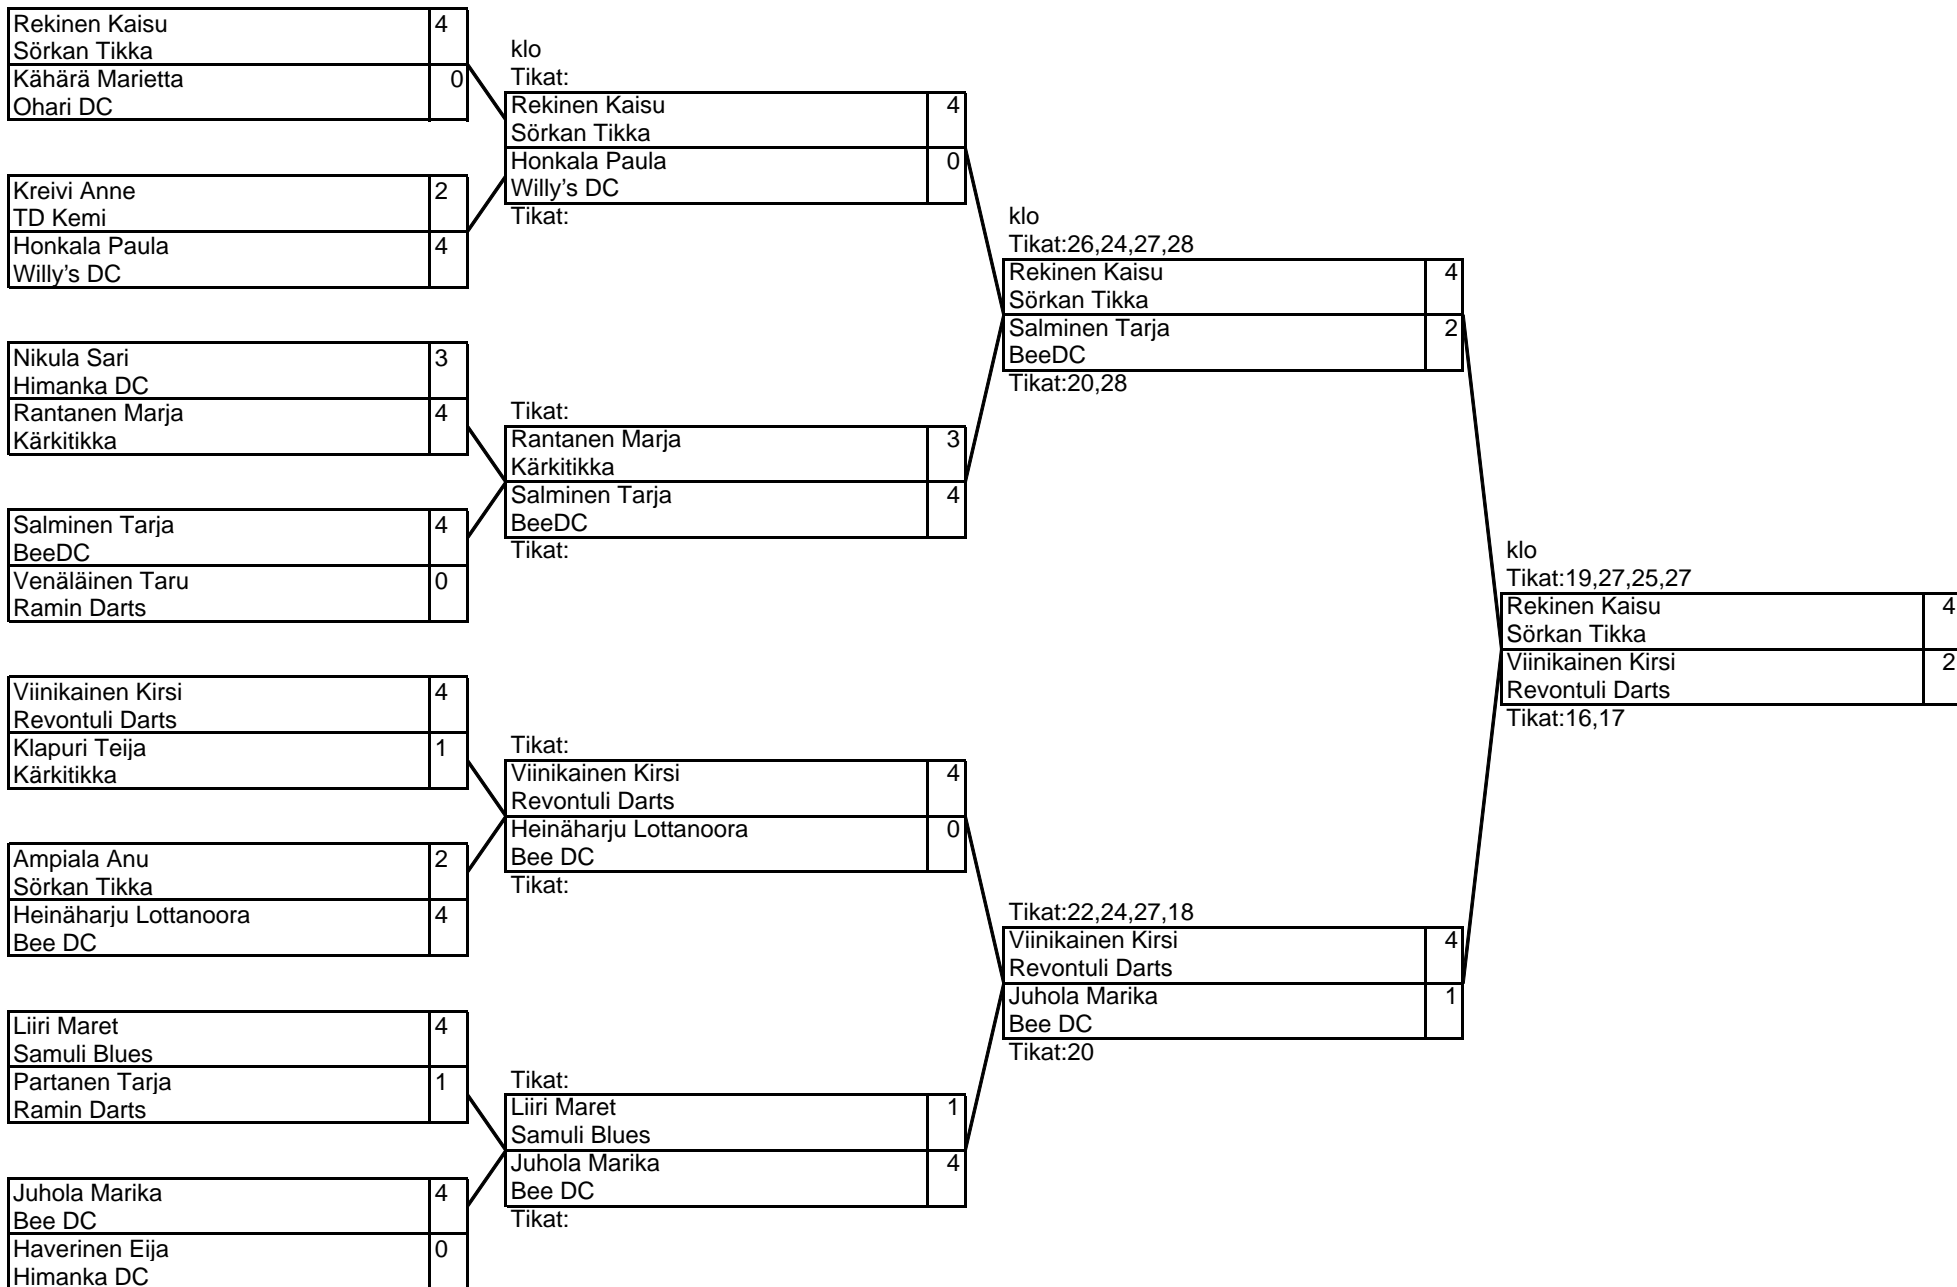 Rekinen Kaisu 4
Sörkan Tikka
Kähärä Marietta 0
Ohari DC
Kreivi Anne 2
TD Kemi
Honkala Paula 4
Willy's DC
Nikula Sari 3
Himanka DC
Rantanen Marja 4
Kärkitikka
Salminen Tarja 4
BeeDC
Venäläinen Taru 0
Ramin Darts
Viinikainen Kirsi 4
Revontuli Darts
Klapuri Teija 1
Kärkitikka
Ampiala Anu 2
Sörkan Tikka
Heinäharju Lottanoora 4
Bee DC
Liiri Maret 4
Samuli Blues
Partanen Tarja 1
Ramin Darts
Juhola Marika 4
Bee DC
Haverinen Eija 0
Himanka DC
klo
Tikat:
Rekinen Kaisu 4
Sörkan Tikka
Honkala Paula 0
Willy's DC
Tikat:
Tikat:
Rantanen Marja 3
Kärkitikka
Salminen Tarja 4
BeeDC
Tikat:
Tikat:
Viinikainen Kirsi 4
Revontuli Darts
Heinäharju Lottanoora 0
Bee DC
Tikat:
Tikat:
Liiri Maret 1
Samuli Blues
Juhola Marika 4
Bee DC
Tikat:
klo
Tikat:26,24,27,28
Rekinen Kaisu 4
Sörkan Tikka
Salminen Tarja 2
BeeDC
Tikat:20,28
Tikat:22,24,27,18
Viinikainen Kirsi 4
Revontuli Darts
Juhola Marika 1
Bee DC
Tikat:20
klo
Tikat:19,27,25,27
Rekinen Kaisu 4
Sörkan Tikka
Viinikainen Kirsi 2
Revontuli Darts
Tikat:16,17